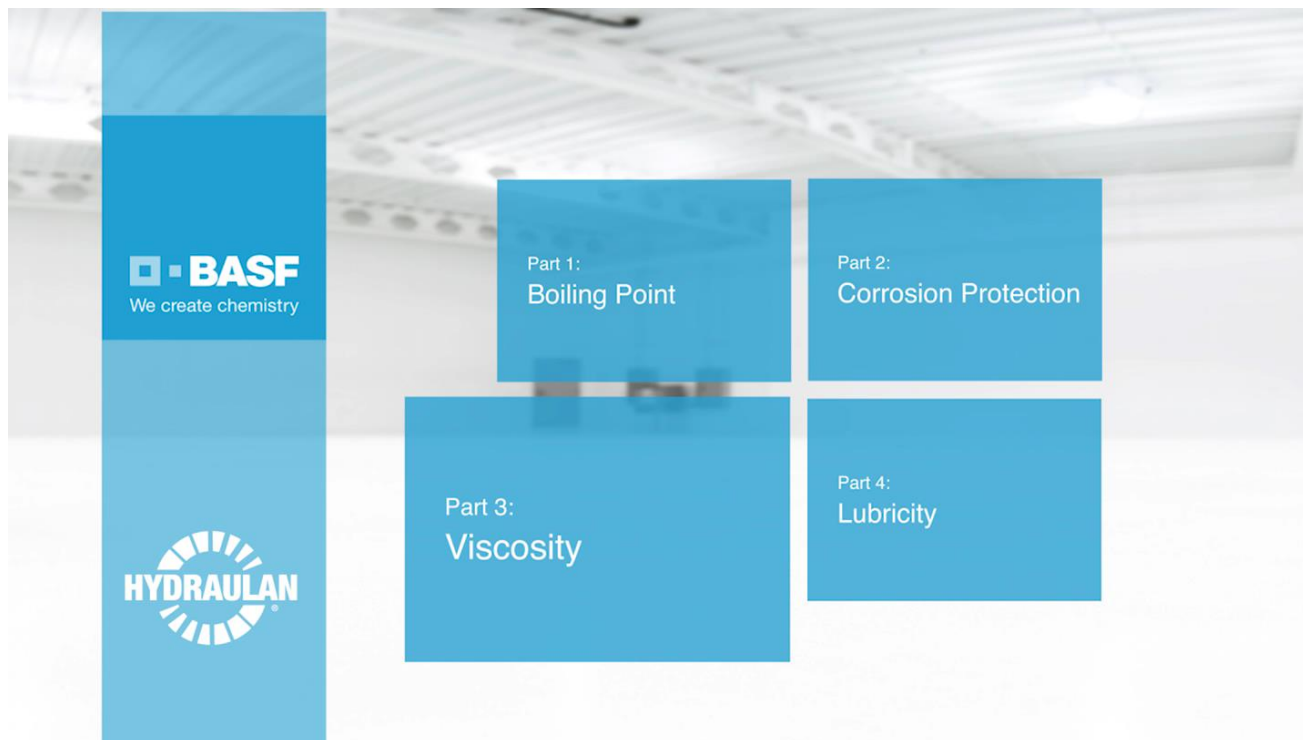 BASF
We create chemistry
HYDRAULAN®
Part 1:
Boiling Point
Part 2:
Corrosion Protection
Part 3:
Viscosity
Part 4:
Lubricity